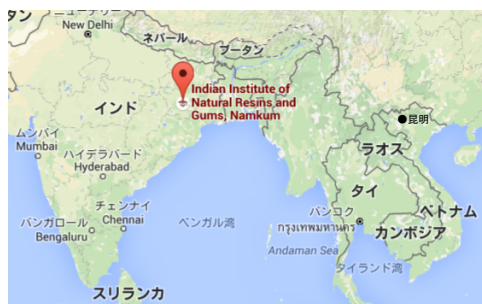 ニューデリー
New Delhi
ネパール
ブータン
Indian Institute of
Natural Resins and
Gums, Namkum
インド
昆明
ムンバイ
Mumbai
ハイデラバード
Hyderabad
ラオス
タイ
チェンナイ
Chennai
バンガロール
Bengaluru
ベンガル湾
バンコク
กรุงเทพมหานคร
ベトナム
カンボジア
Andaman Sea
タイランド湾
スリランカ